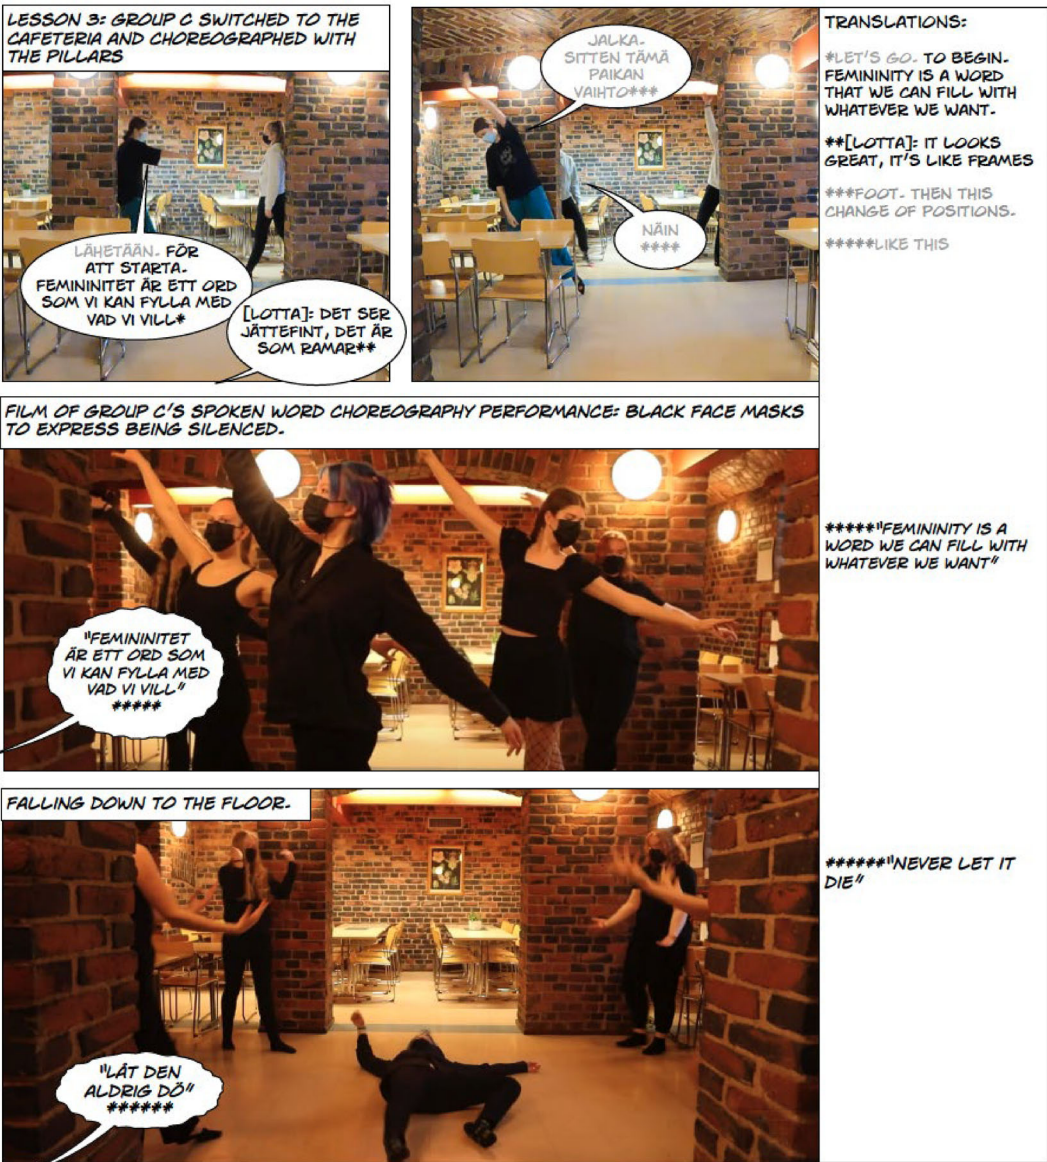 LESSON 3: GROUP C SWITCHED TO THE
CAFETERIA AND CHOREOGRAPHED WITH
THE PILLARS
LÄHETÄÄN. FÖR
ATT STARTA.
FEMININITET ÄR ETT ORD
SOM VI KAN FYLLA MED
VAD VI VILL*
[LOTTA]: DET SER
JÄTTEFINT, DET ÄR
SOM RAMAR**
JALKA.
SITTEN TÄMÄ
PAIKAN
VAIHTO***
NÄIN
****
TRANSLATIONS:
*LET'S GO. TO BEGIN.
FEMININITY IS A WORD
THAT WE CAN FILL WITH
WHATEVER WE WANT.
**[LOTTA]: IT LOOKS
GREAT, IT'S LIKE FRAMES
***FOOT. THEN THIS
CHANGE OF POSITIONS.
*****LIKE THIS
FILM OF GROUP C'S SPOKEN WORD CHOREOGRAPHY PERFORMANCE: BLACK FACE MASKS
TO EXPRESS BEING SILENCED.
"FEMININITET
ÄR ETT ORD SOM
VI KAN FYLLA MED
VAD VI VILL"
*****
*****"FEMININITY IS A
WORD WE CAN FILL WITH
WHATEVER WE WANT"
FALLING DOWN TO THE FLOOR.
"LÅT DEN
ALDRIG DÖ"
******
******"NEVER LET IT
DIE"